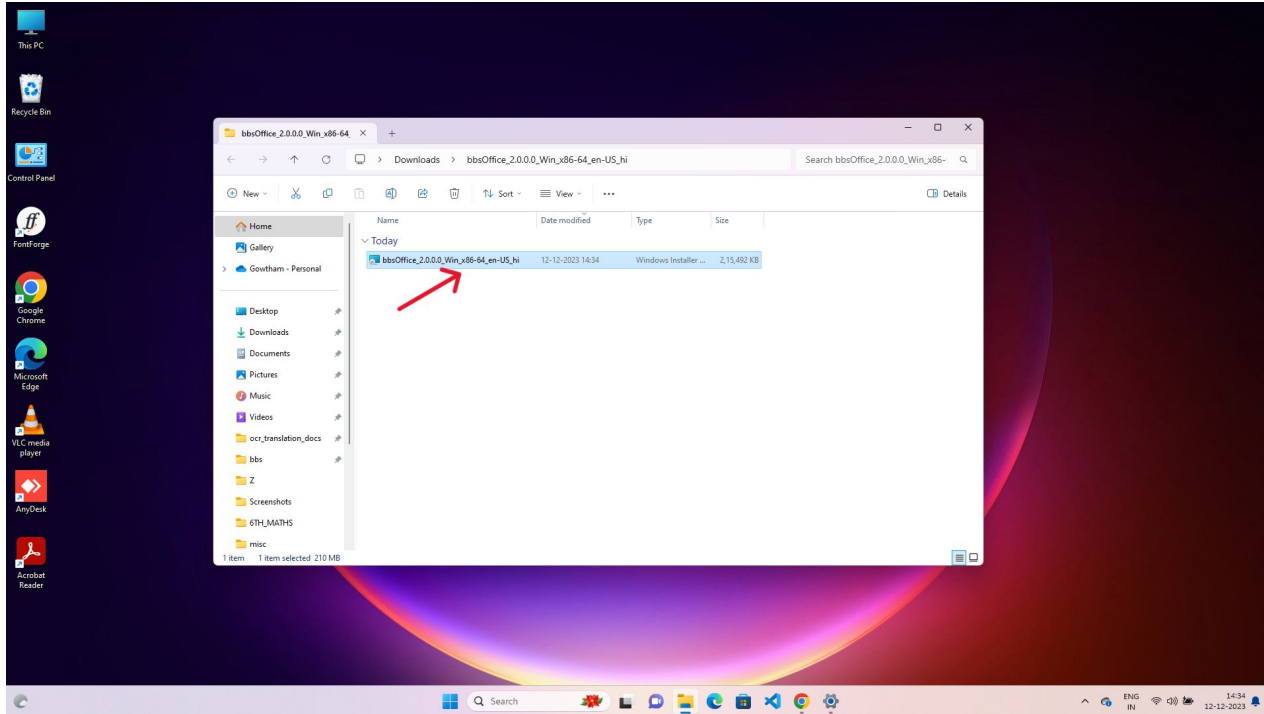 This PC
Recycle Bin
Control Panel
FontForge
Google
Chrome
Microsoft
Edge
VLC media
player
AnyDesk
Acrobat
Reader
bbsOffice_2.0.0.0_Win_x86-64_
Downloads > bbsOffice_2.0.0.0_Win_x86-64_en-US_hi
Search bbsOffice_2.0.0.0_Win_x86-
New
Sort
View
Details
Home
Gallery
Gowtham - Personal
Desktop
Downloads
Documents
Pictures
Music
Videos
ocr_translation_docs
bbs
Z
Screenshots
6TH_MATHS
misc
Name Date modified Type Size
Today
bbsOffice_2.0.0.0_Win_x86-64_en-US_hi 12-12-2023 14:34 Windows Installer ... 2,15,492 KB
1 item 1 item selected 210 MB
Search
ENG
IN
14:34
12-12-2023